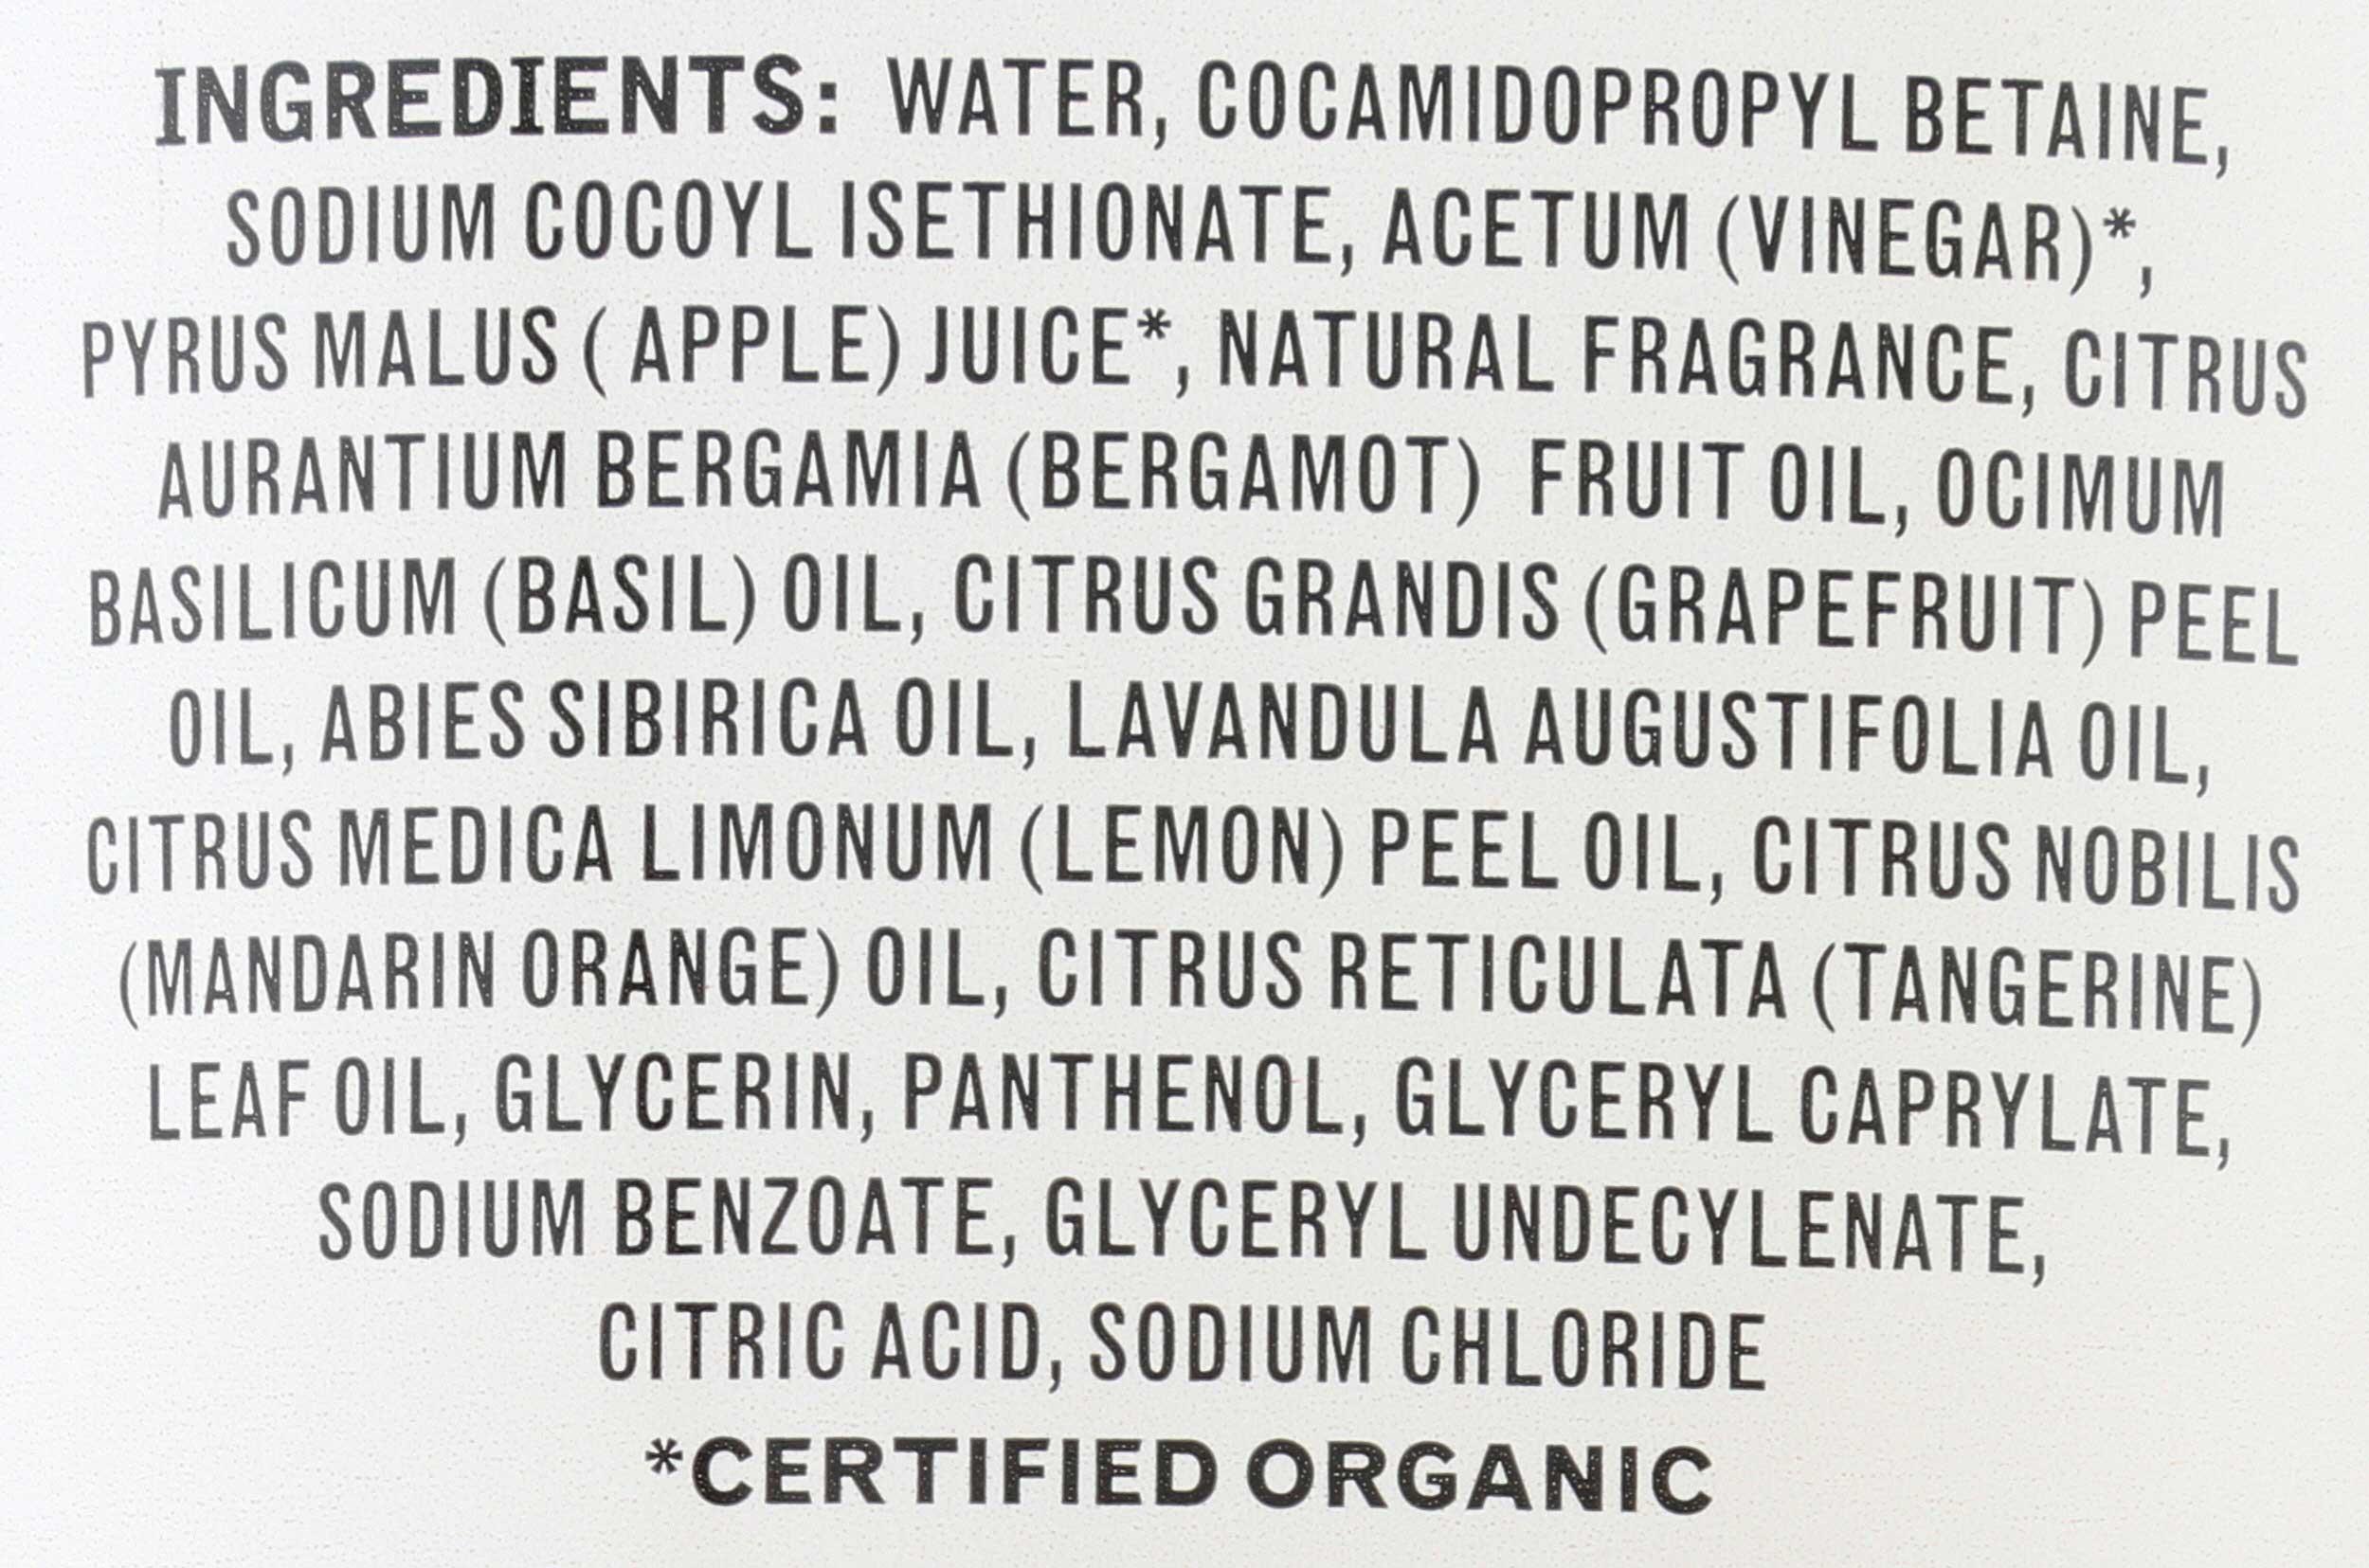 INGREDIENTS: WATER, COCAMIDOPROPYL BETAINE,
SODIUM COCOYL ISETHIONATE, ACETUM (VINEGAR)*,
PYRUS MALUS ( APPLE) JUICE*, NATURAL FRAGRANCE, CITRUS
AURANTIUM BERGAMIA (BERGAMOT) FRUIT OIL, OCIMUM
BASILICUM (BASIL) OIL, CITRUS GRANDIS (GRAPEFRUIT) PEEL
OIL, ABIES SIBIRICA OIL, LAVANDULA AUGUSTIFOLIA OIL,
CITRUS MEDICA LIMONUM (LEMON) PEEL OIL, CITRUS NOBILIS
(MANDARIN ORANGE) OIL, CITRUS RETICULATA (TANGERINE)
LEAF OIL, GLYCERIN, PANTHENOL, GLYCERYL CAPRYLATE,
SODIUM BENZOATE, GLYCERYL UNDECYLENATE,
CITRIC ACID, SODIUM CHLORIDE
*CERTIFIED ORGANIC